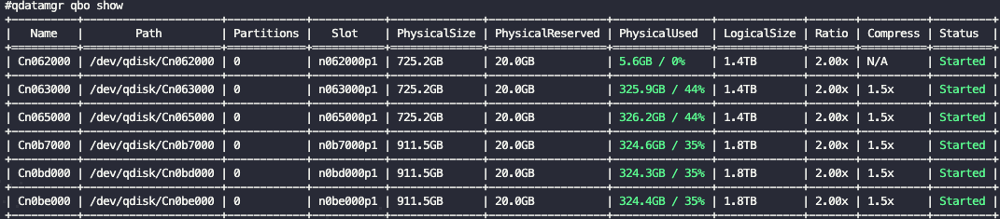 #qdatamgr qbo show
| Name | Path | Partitions | Slot | PhysicalSize | PhysicalReserved | PhysicalUsed | LogicalSize | Ratio | Compress | Status |
| Cn062000 | /dev/qdisk/Cn062000 | 0 | n062000p1 | 725.2GB | 20.0GB | 5.6GB / 0% | 1.4TB | 2.00x | N/A | Started |
| Cn063000 | /dev/qdisk/Cn063000 | 0 | n063000p1 | 725.2GB | 20.0GB | 325.9GB / 44% | 1.4TB | 2.00x | 1.5x | Started |
| Cn065000 | /dev/qdisk/Cn065000 | 0 | n065000p1 | 725.2GB | 20.0GB | 326.2GB / 44% | 1.4TB | 2.00x | 1.5x | Started |
| Cn0b7000 | /dev/qdisk/Cn0b7000 | 0 | n0b7000p1 | 911.5GB | 20.0GB | 324.6GB / 35% | 1.8TB | 2.00x | 1.5x | Started |
| Cn0bd000 | /dev/qdisk/Cn0bd000 | 0 | n0bd000p1 | 911.5GB | 20.0GB | 324.3GB / 35% | 1.8TB | 2.00x | 1.5x | Started |
| Cn0be000 | /dev/qdisk/Cn0be000 | 0 | n0be000p1 | 911.5GB | 20.0GB | 324.4GB / 35% | 1.8TB | 2.00x | 1.5x | Started |